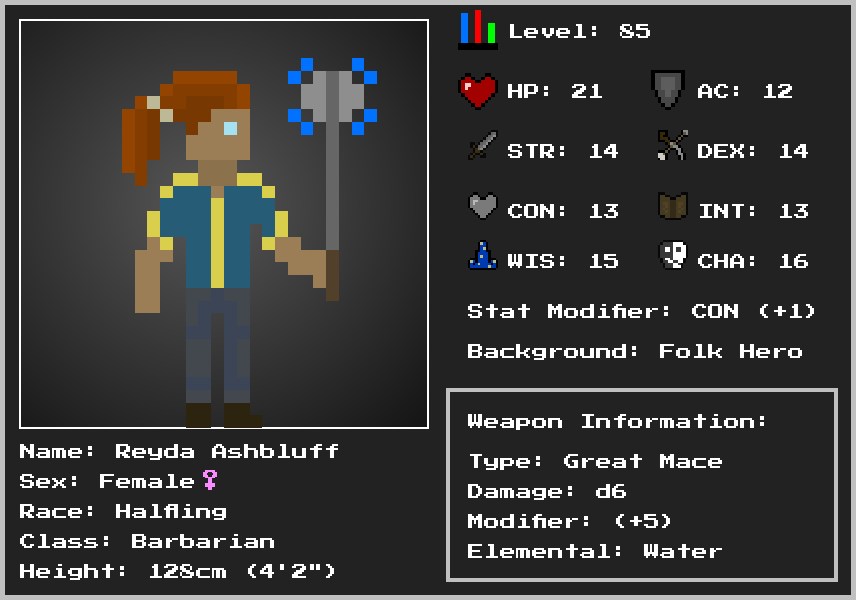 Level: 85
HP: 21
AC: 12
STR: 14
DEX: 14
CON: 13
INT: 13
WIS: 15
CHA: 16
Stat Modifier: CON (+1)
Background: Folk Hero
Weapon Information:
Type: Great Mace
Damage: d6
Modifier: (+5)
Elemental: Water
Name: Reyda Ashbluff
Sex: Female♀
Race: Halfling
Class: Barbarian
Height: 128cm (4'2")